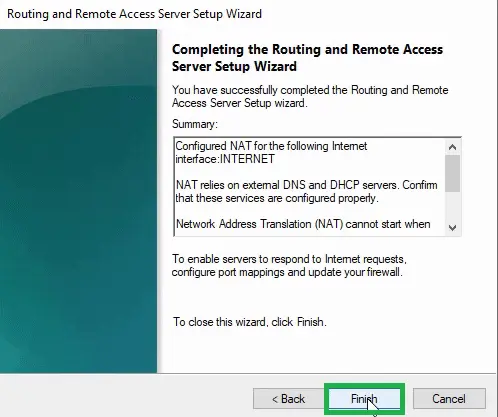 Routing and Remote Access Server Setup Wizard
Completing the Routing and Remote Access
Server Setup Wizard
You have successfully completed the Routing and Remote
Access Server Setup wizard.
Summary:
Configured NAT for the following Internet
interface:INTERNET
NAT relies on external DNS and DHCP servers. Confirm
that these services are configured properly.
Network Address Translation (NAT) cannot start when
To enable servers to respond to Internet requests,
configure port mappings and update your firewall.
To close this wizard, click Finish.
< Back
Finish
Cancel